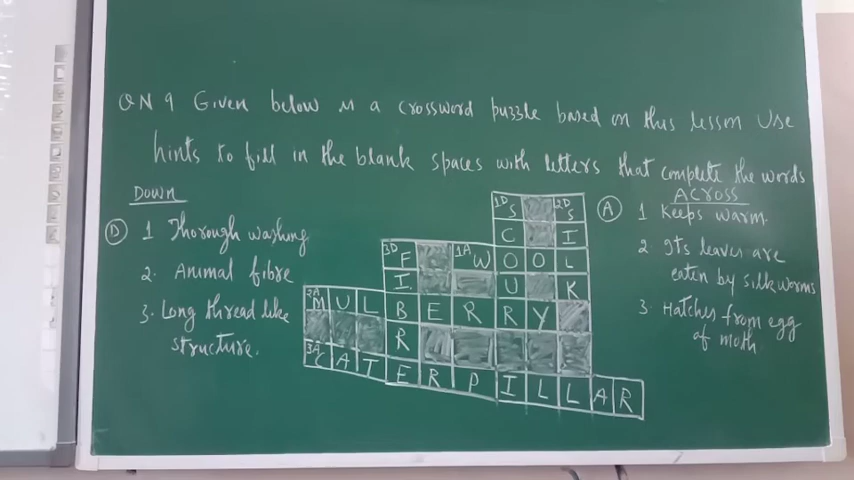 QN 9 Given below is a crossword puzzle based on this lesson Use
hints to fill in the blank spaces with letters that complete the words
Down
D 1 Thorough washing
2. Animal fibre
3. Long thread like
structure.
1D S 2D S
C I
3D F 1A W O O L
I U K
2A M U L B E R R Y
R
3A C A T E R P I L L A R
ACROSS
A 1 Keeps warm.
2 Its leaves are
eaten by silkworms
3 Hatches from egg
of moth